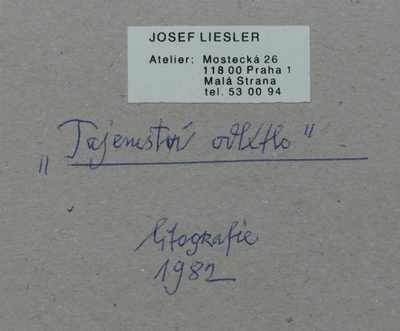 JOSEF LIESLER
Atelier: Mostecká 26
118 00 Praha 1
Malá Strana
tel. 53 00 94
„Tajemství odlétlo"
litografie
1982